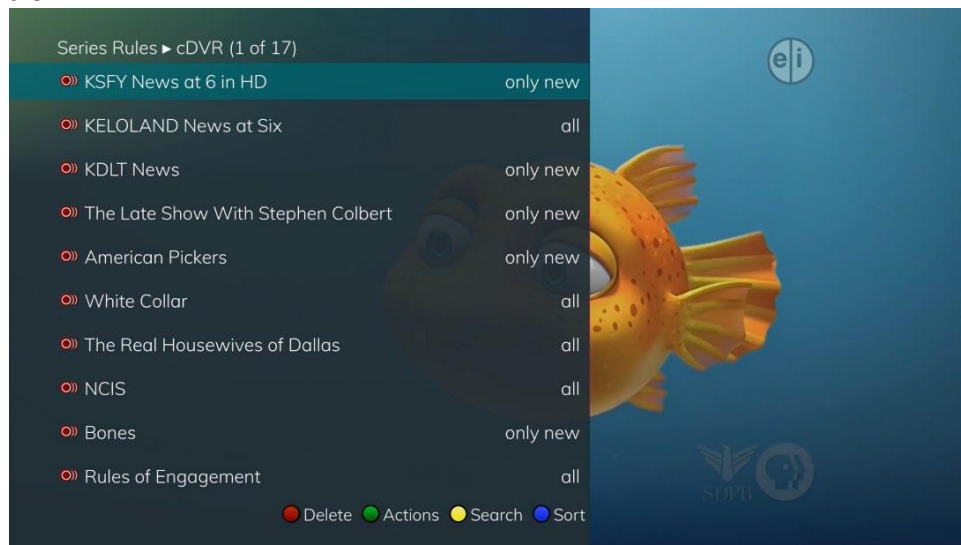 Series Rules ▸ cDVR (1 of 17)
KSFY News at 6 in HD only new
KELOLAND News at Six all
KDLT News only new
The Late Show With Stephen Colbert only new
American Pickers only new
White Collar all
The Real Housewives of Dallas all
NCIS all
Bones only new
Rules of Engagement all
Delete Actions Search Sort
e|i
SDPB